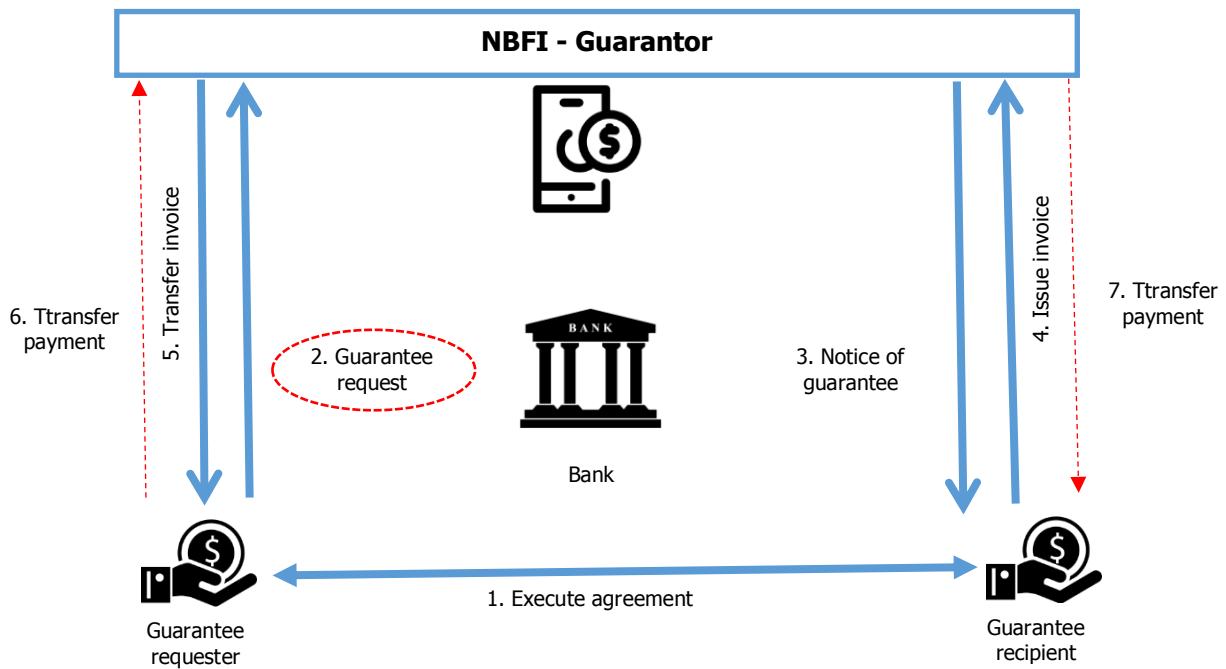 NBFI - Guarantor
$
5. Transfer invoice
4. Issue invoice
6. Ttransfer
payment
2. Guarantee
request
BANK
3. Notice of
guarantee
7. Ttransfer
payment
Bank
$
$
1. Execute agreement
Guarantee
requester
Guarantee
recipient